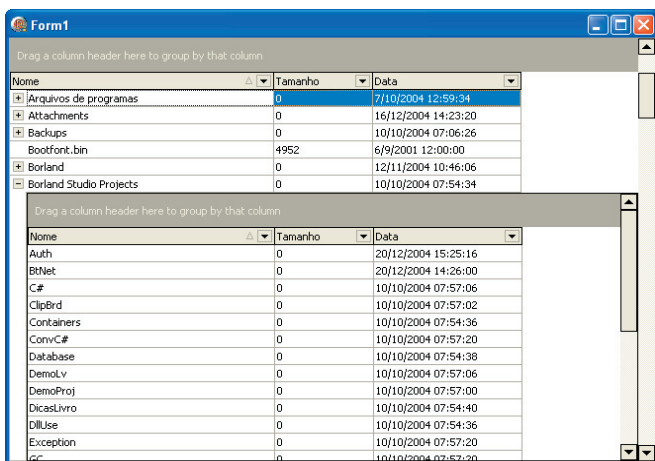 Form1
Drag a column header here to group by that column
Nome Tamanho Data
Arquivos de programas 0 7/10/2004 12:59:34
Attachments 0 16/12/2004 14:23:20
Backups 0 10/10/2004 07:06:26
Bootfont.bin 4952 6/9/2001 12:00:00
Borland 0 12/11/2004 10:46:06
Borland Studio Projects 0 10/10/2004 07:54:34
Drag a column header here to group by that column
Nome Tamanho Data
Auth 0 20/12/2004 15:25:16
BtNet 0 20/12/2004 14:26:00
C# 0 10/10/2004 07:57:06
ClipBrd 0 10/10/2004 07:57:02
Containers 0 10/10/2004 07:54:36
ConvC# 0 10/10/2004 07:57:20
Database 0 10/10/2004 07:54:38
DemoLv 0 10/10/2004 07:57:06
DemoProj 0 10/10/2004 07:57:00
DicasLivro 0 10/10/2004 07:54:40
DllUse 0 10/10/2004 07:54:36
Exception 0 10/10/2004 07:57:20
GC 0 10/10/2004 07:57:20